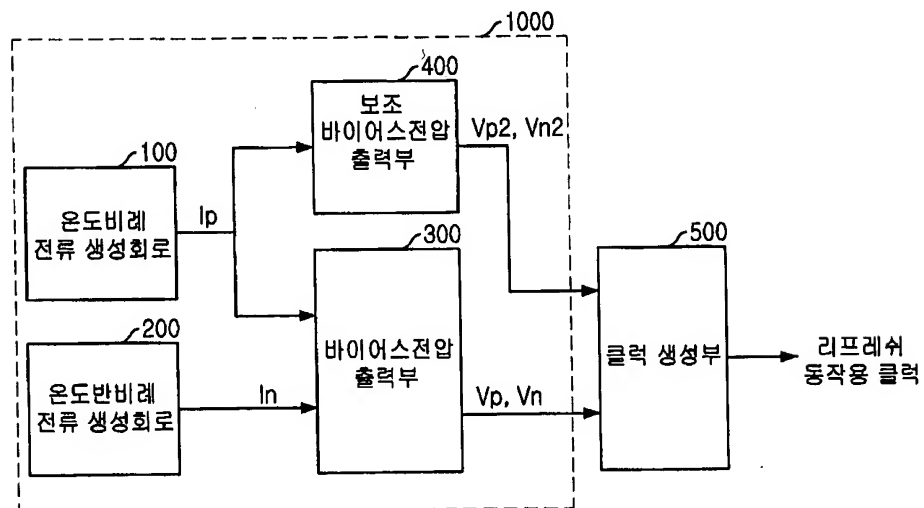 1000
400
보조
바이어스전압
출력부
Vp2, Vn2
100
온도비례
전류 생성회로
Ip
300
바이어스전압
출력부
Vp, Vn
200
온도반비례
전류 생성회로
In
500
클럭 생성부
리프레쉬
동작용 클럭